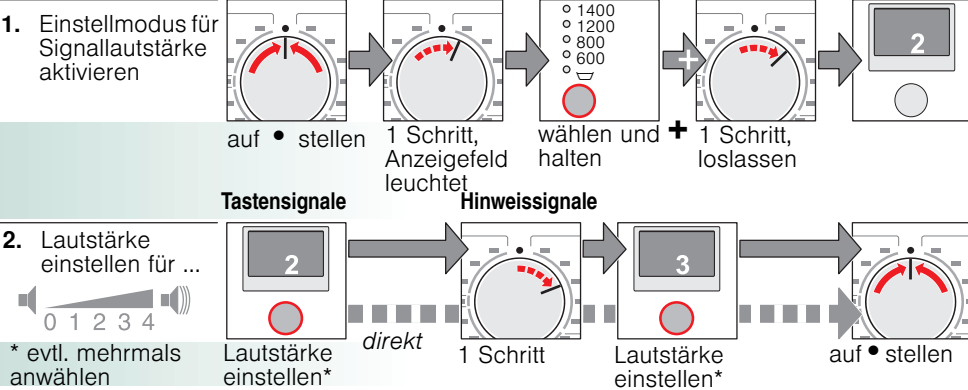 1. Einstellmodus für
Signallautstärke
aktivieren
auf • stellen
1 Schritt,
Anzeigefeld
leuchtet
1400
1200
800
600
wählen und
halten
+
+
1 Schritt,
loslassen
2
2. Lautstärke
einstellen für ...
0 1 2 3 4
* evtl. mehrmals
anwählen
Tastensignale
2
Lautstärke
einstellen*
direkt
Hinweissignale
1 Schritt
3
Lautstärke
einstellen*
auf • stellen